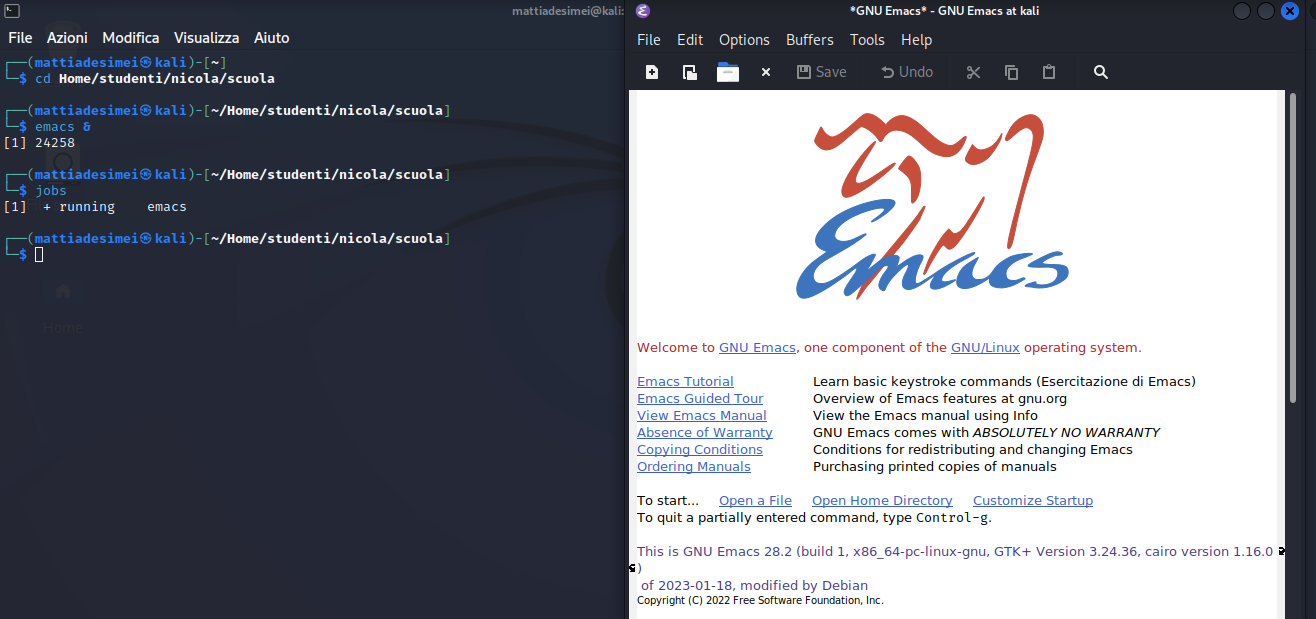 mattiadesimei@kali:
File Azioni Modifica Visualizza Aiuto
┌──(mattiadesimei㉿kali)-[~]
└─$ cd Home/studenti/nicola/scuola
┌──(mattiadesimei㉿kali)-[~/Home/studenti/nicola/scuola]
└─$ emacs &
[1] 24258
┌──(mattiadesimei㉿kali)-[~/Home/studenti/nicola/scuola]
└─$ jobs
[1]  + running    emacs
┌──(mattiadesimei㉿kali)-[~/Home/studenti/nicola/scuola]
└─$
Home
*GNU Emacs* - GNU Emacs at kali
File Edit Options Buffers Tools Help
Save Undo
Emacs
Welcome to GNU Emacs, one component of the GNU/Linux operating system.
Emacs Tutorial Learn basic keystroke commands (Esercitazione di Emacs)
Emacs Guided Tour Overview of Emacs features at gnu.org
View Emacs Manual View the Emacs manual using Info
Absence of Warranty GNU Emacs comes with ABSOLUTELY NO WARRANTY
Copying Conditions Conditions for redistributing and changing Emacs
Ordering Manuals Purchasing printed copies of manuals
To start... Open a File Open Home Directory Customize Startup
To quit a partially entered command, type Control-g.
This is GNU Emacs 28.2 (build 1, x86_64-pc-linux-gnu, GTK+ Version 3.24.36, cairo version 1.16.0
)
of 2023-01-18, modified by Debian
Copyright (C) 2022 Free Software Foundation, Inc.